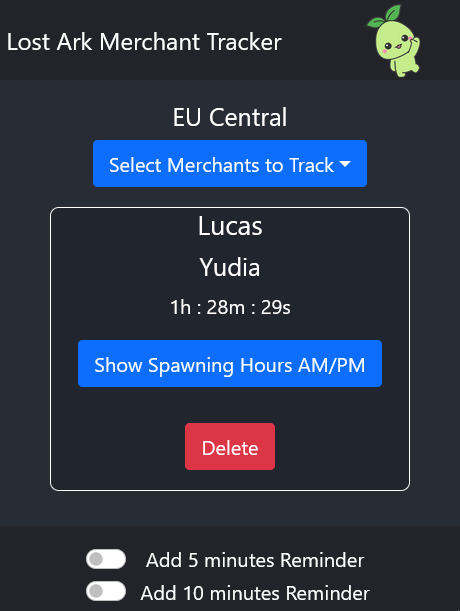 Lost Ark Merchant Tracker
EU Central
Select Merchants to Track
Lucas
Yudia
1h : 28m : 29s
Show Spawning Hours AM/PM
Delete
Add 5 minutes Reminder
Add 10 minutes Reminder